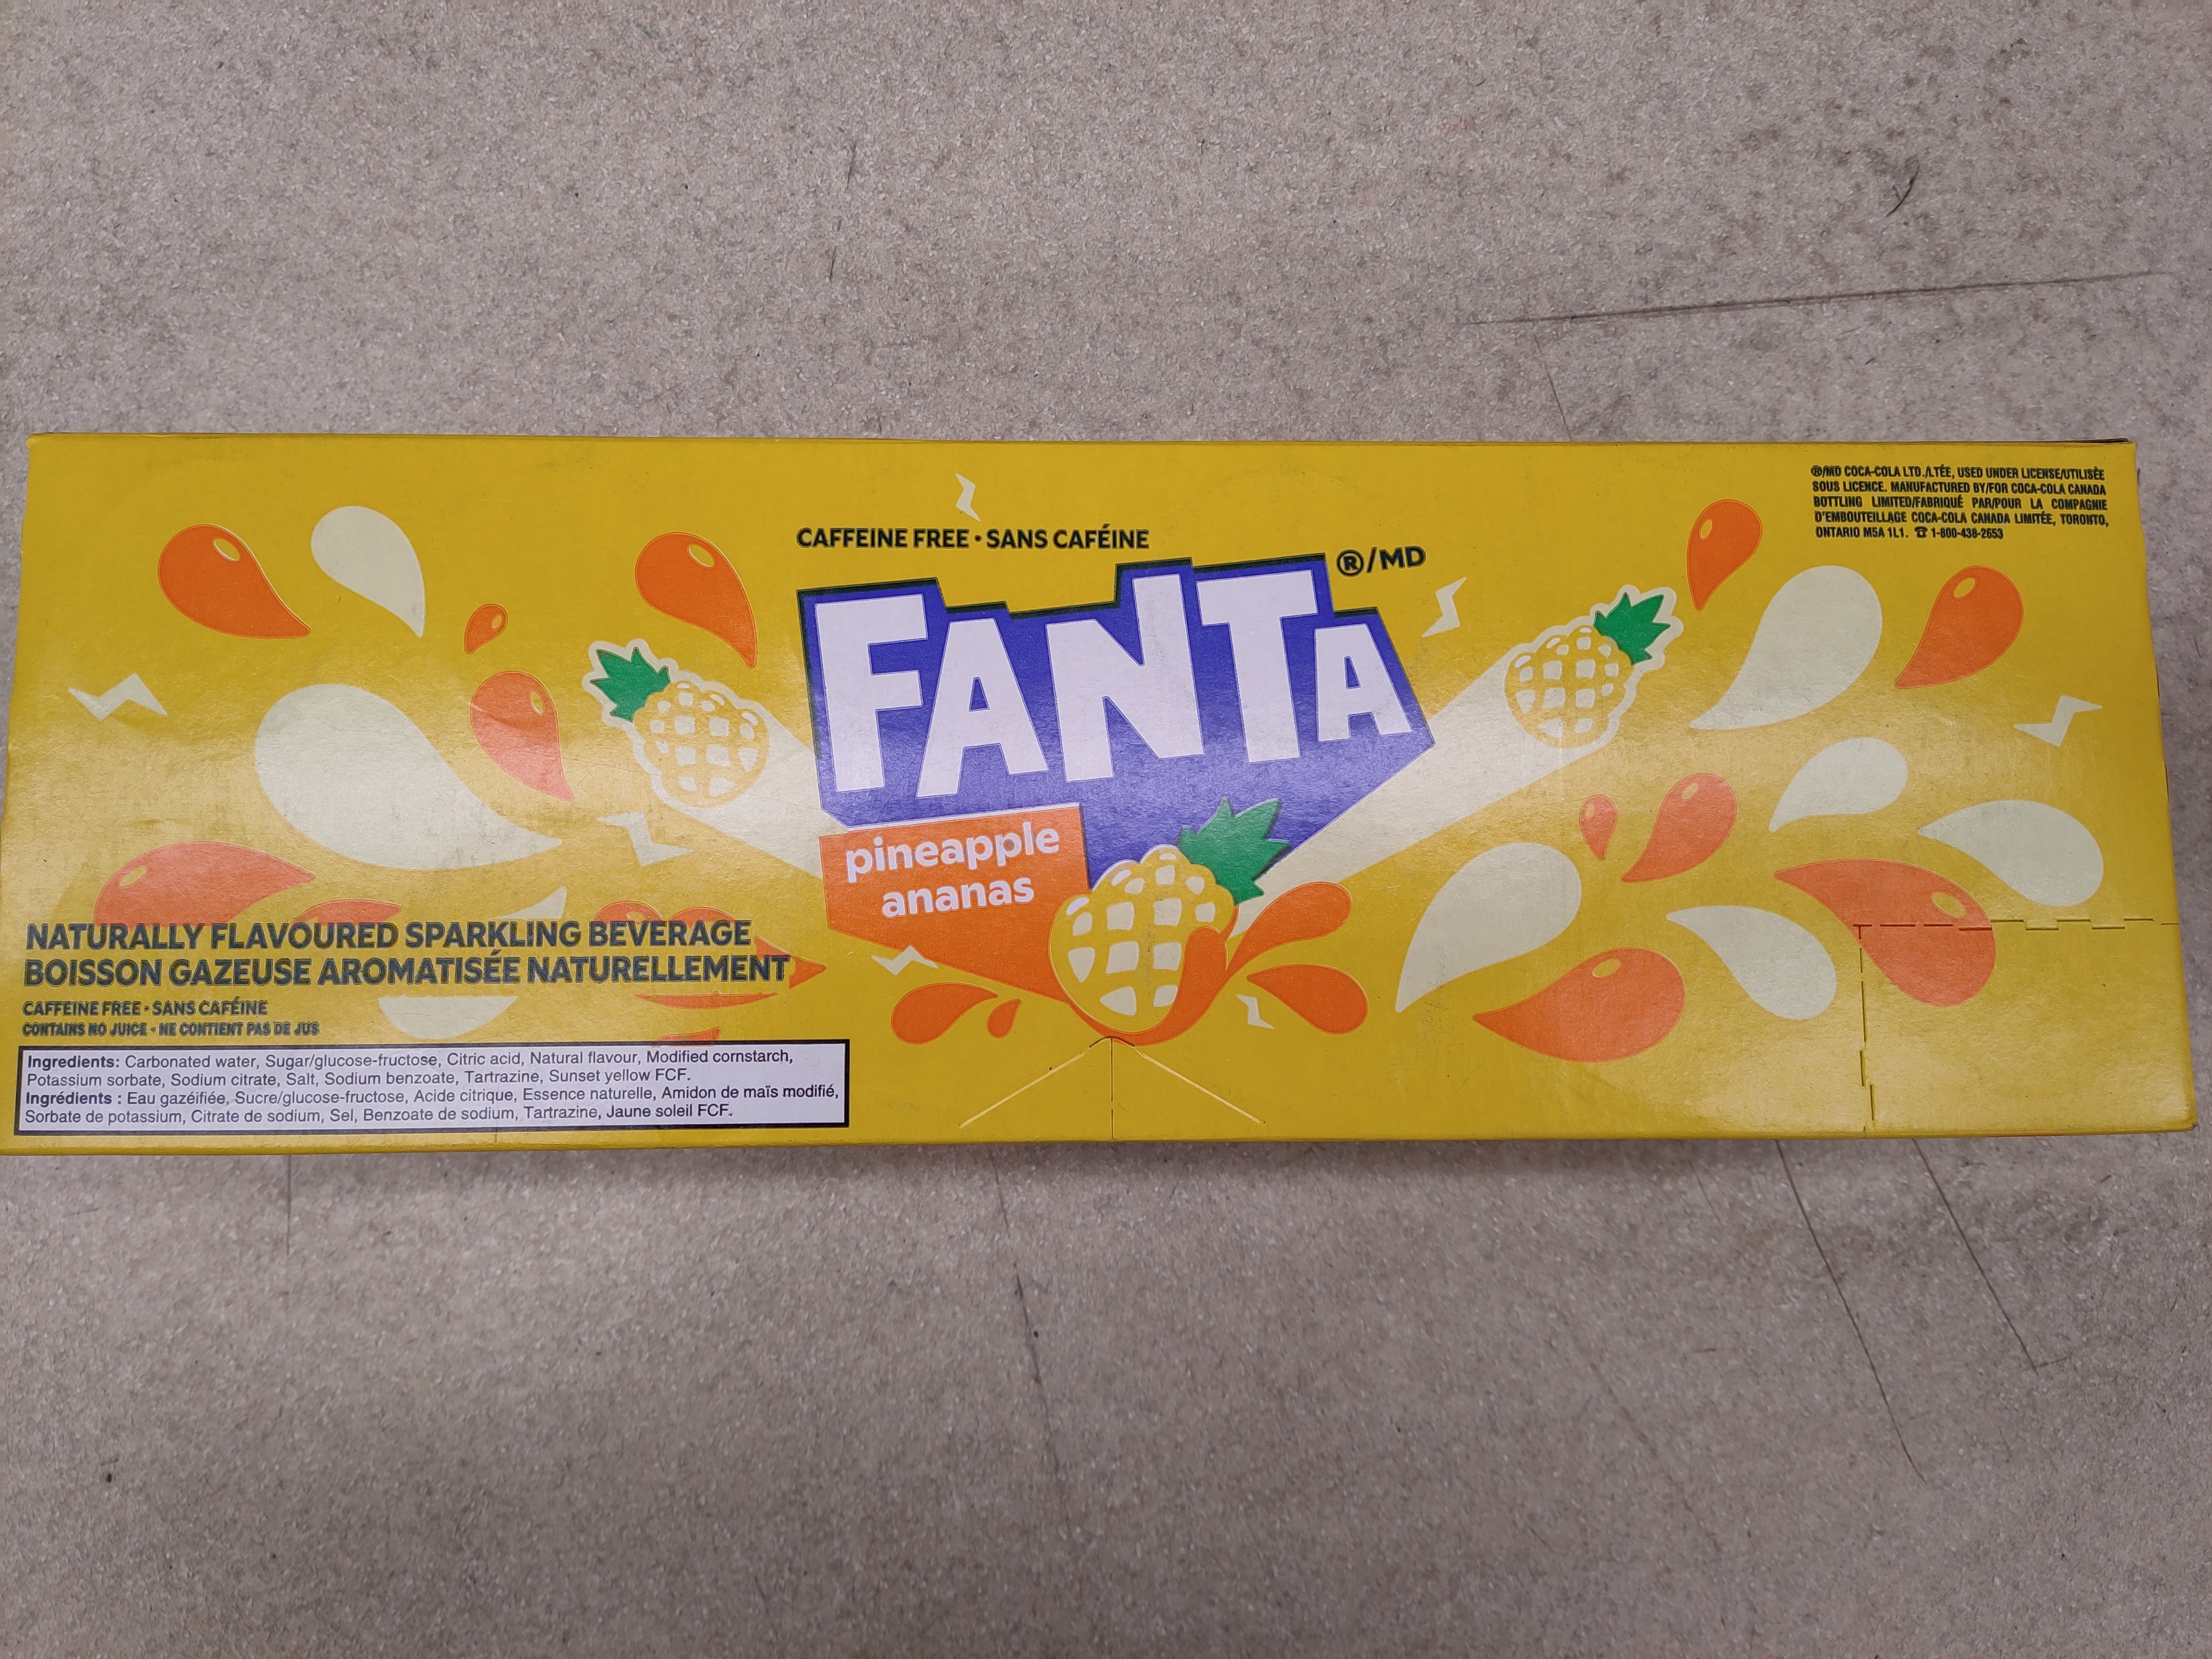 ®/MD COCA-COLA LTD./LTÉE, USED UNDER LICENSE/UTILISÉE
SOUS LICENCE. MANUFACTURED BY/FOR COCA-COLA CANADA
BOTTLING LIMITED/FABRIQUÉ PAR/POUR LA COMPAGNIE
D'EMBOUTEILLAGE COCA-COLA CANADA LIMITÉE, TORONTO,
ONTARIO M5A 1L1. ☎ 1-800-438-2653
CAFFEINE FREE • SANS CAFÉINE
FANTA ®/MD
pineapple
ananas
NATURALLY FLAVOURED SPARKLING BEVERAGE
BOISSON GAZEUSE AROMATISÉE NATURELLEMENT
CAFFEINE FREE • SANS CAFÉINE
CONTAINS NO JUICE • NE CONTIENT PAS DE JUS
Ingredients: Carbonated water, Sugar/glucose-fructose, Citric acid, Natural flavour, Modified cornstarch,
Potassium sorbate, Sodium citrate, Salt, Sodium benzoate, Tartrazine, Sunset yellow FCF.
Ingrédients : Eau gazéifiée, Sucre/glucose-fructose, Acide citrique, Essence naturelle, Amidon de maïs modifié,
Sorbate de potassium, Citrate de sodium, Sel, Benzoate de sodium, Tartrazine, Jaune soleil FCF.